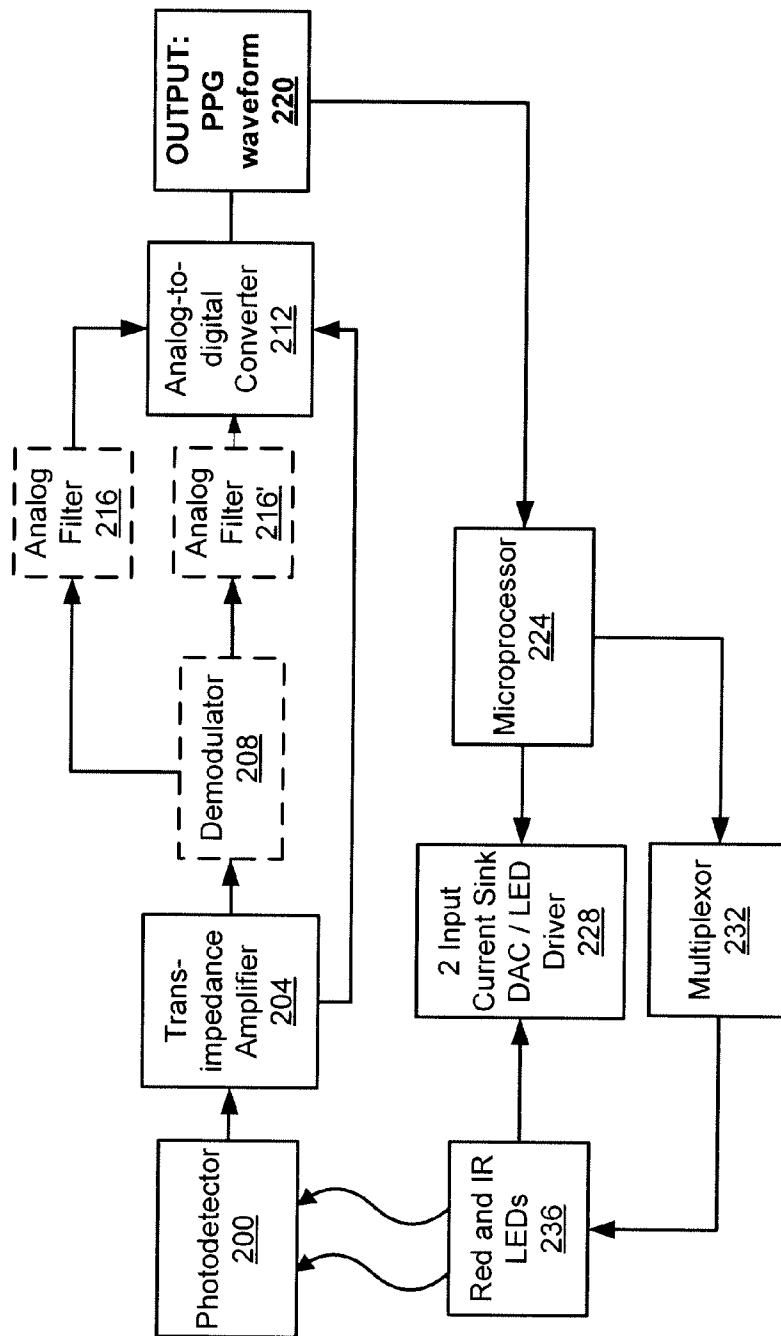 Photodetector
200
Trans-
impedance
Amplifier
204
Demodulator
208
Analog
Filter
216
Analog
Filter
216'
Analog-to-
digital
Converter
212
OUTPUT:
PPG
waveform
220
Red and IR
LEDs
236
2 Input
Current Sink
DAC / LED
Driver
228
Microprocessor
224
Multiplexor
232